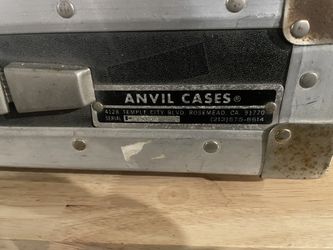 ANVIL CASES®
4128 TEMPLE CITY BLVD. ROSEMEAD, CA. 91770
SERIAL (213) 575-8614